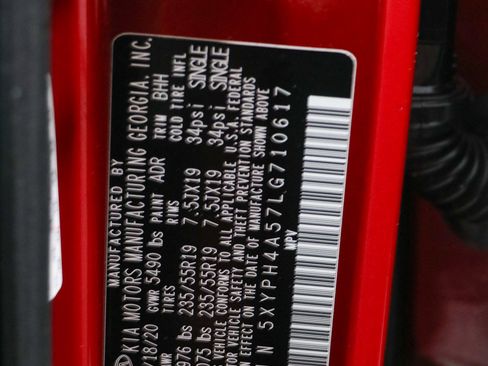 MANUFACTURED BY
KIA MOTORS MANUFACTURING GEORGIA, INC.
/18/20 GVWR 5490 lbs PAINT ADR TRIM BHH
TIRES RIMS COLD TIRE INFL
976 lbs 235/55R19 7.5JX19 34psi SINGLE
075 lbs 235/55R19 7.5JX19 34psi SINGLE
VEHICLE CONFORMS TO ALL APPLICABLE U.S.A. FEDERAL
OR VEHICLE SAFETY AND THEFT PREVENTION STANDARDS
EFFECT ON THE DATE OF MANUFACTURE SHOWN ABOVE
N 5XYPH4A57LG710617
MPV